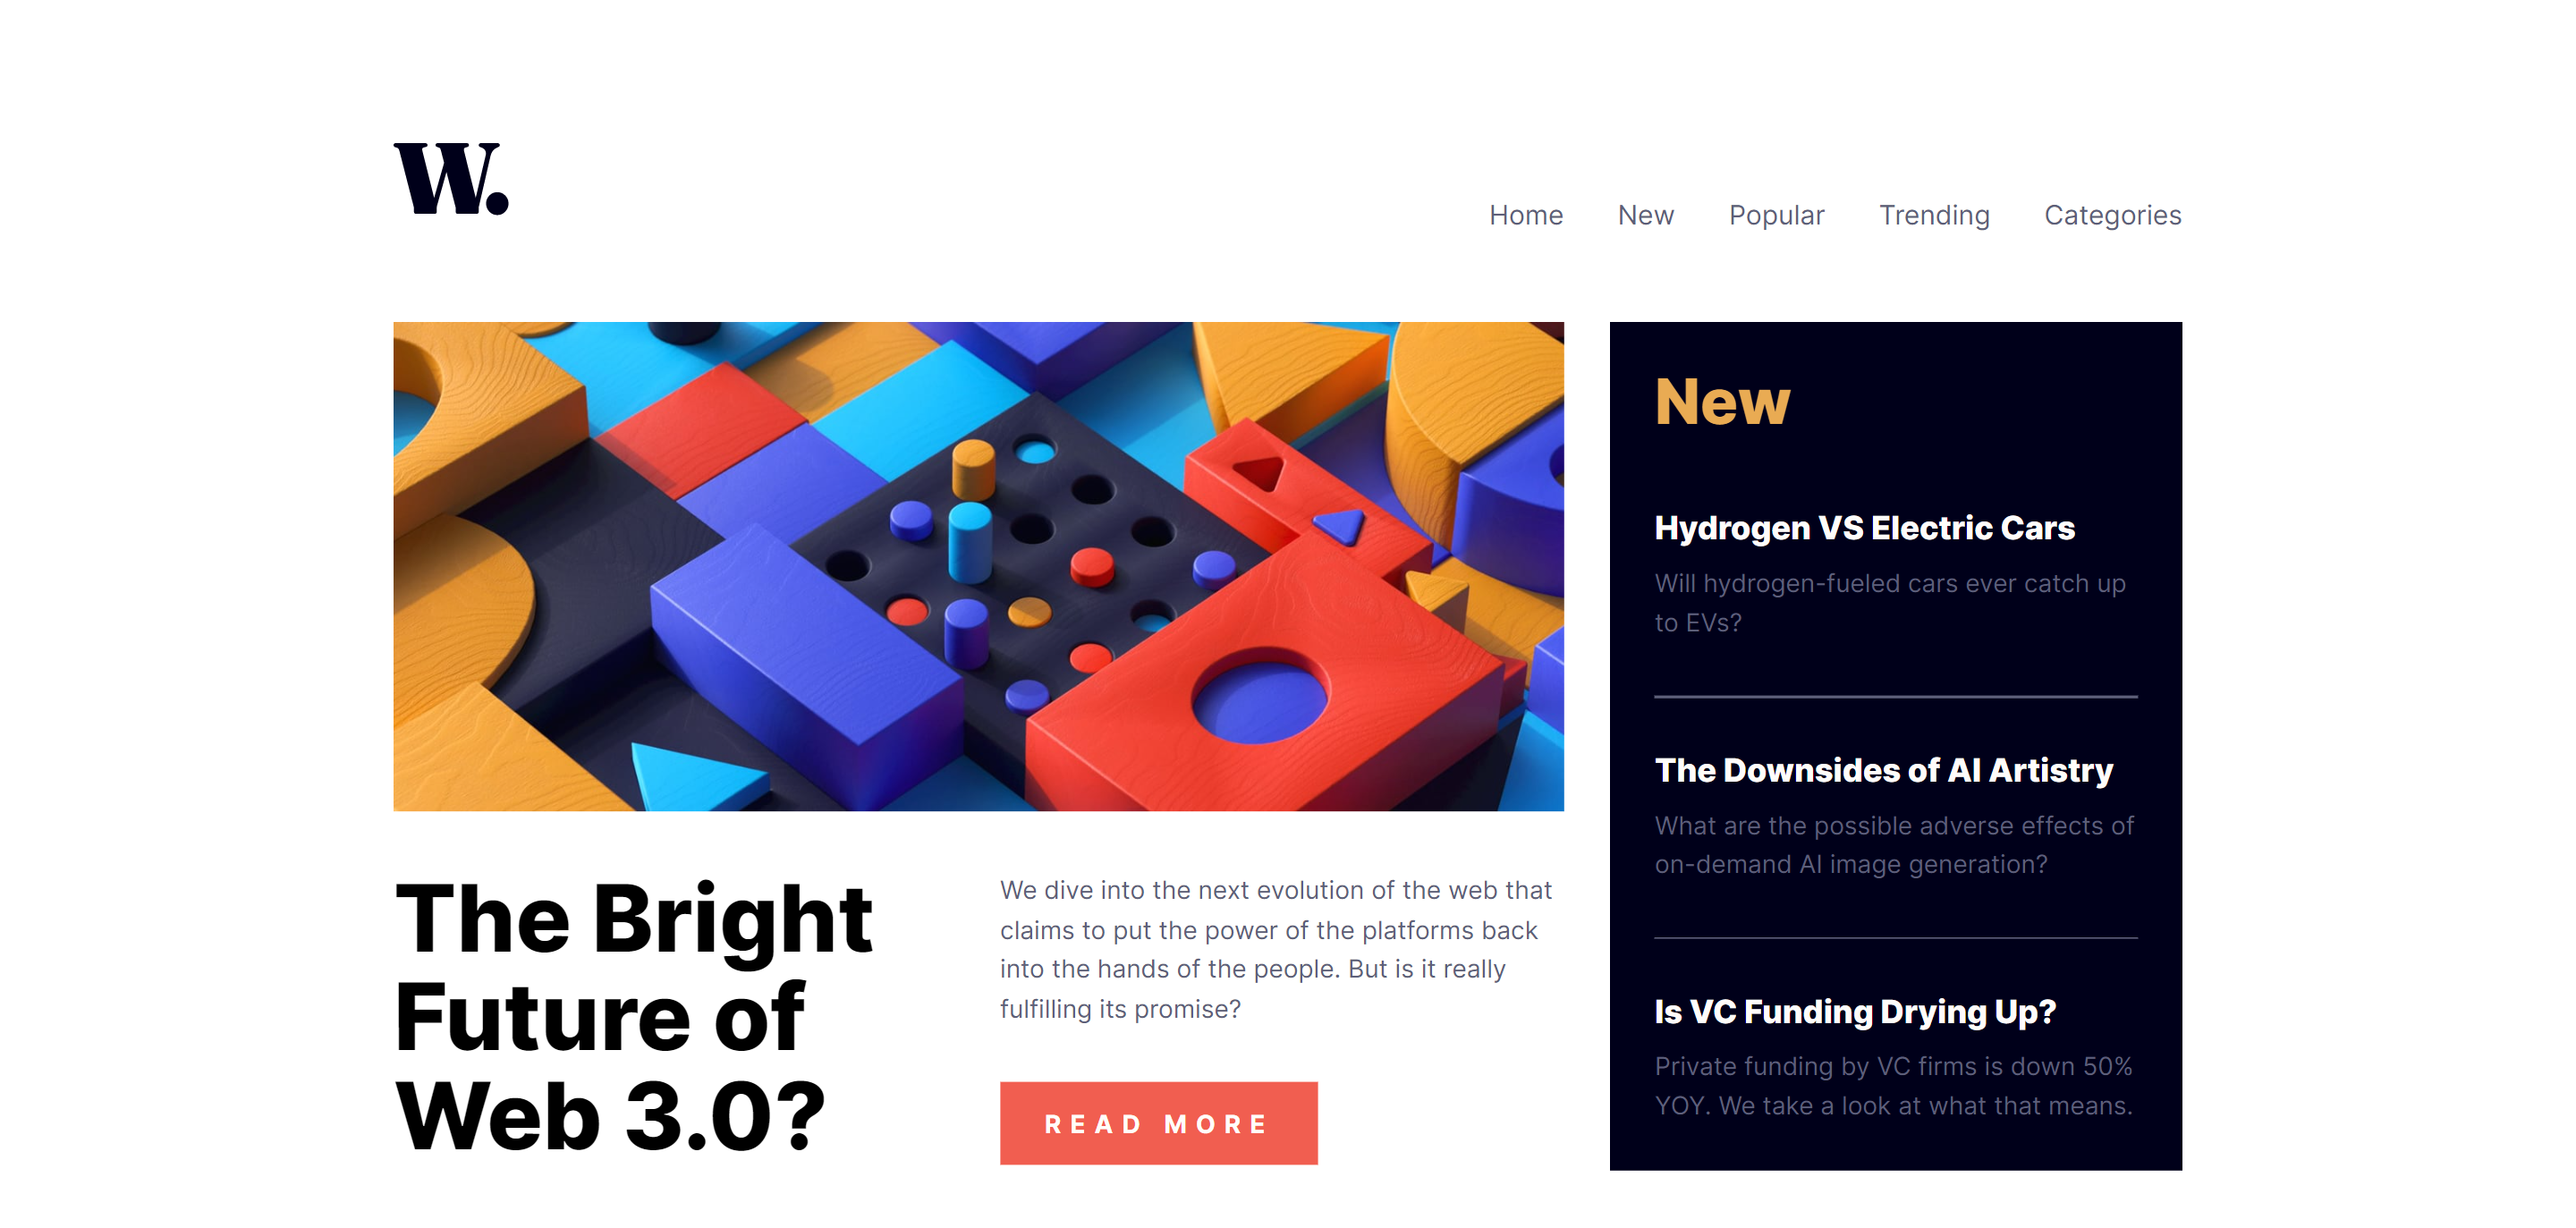 W.
Home New Popular Trending Categories
The Bright
Future of
Web 3.0?
We dive into the next evolution of the web that
claims to put the power of the platforms back
into the hands of the people. But is it really
fulfilling its promise?
READ MORE
New
Hydrogen VS Electric Cars
Will hydrogen-fueled cars ever catch up
to EVs?
The Downsides of AI Artistry
What are the possible adverse effects of
on-demand AI image generation?
Is VC Funding Drying Up?
Private funding by VC firms is down 50%
YOY. We take a look at what that means.